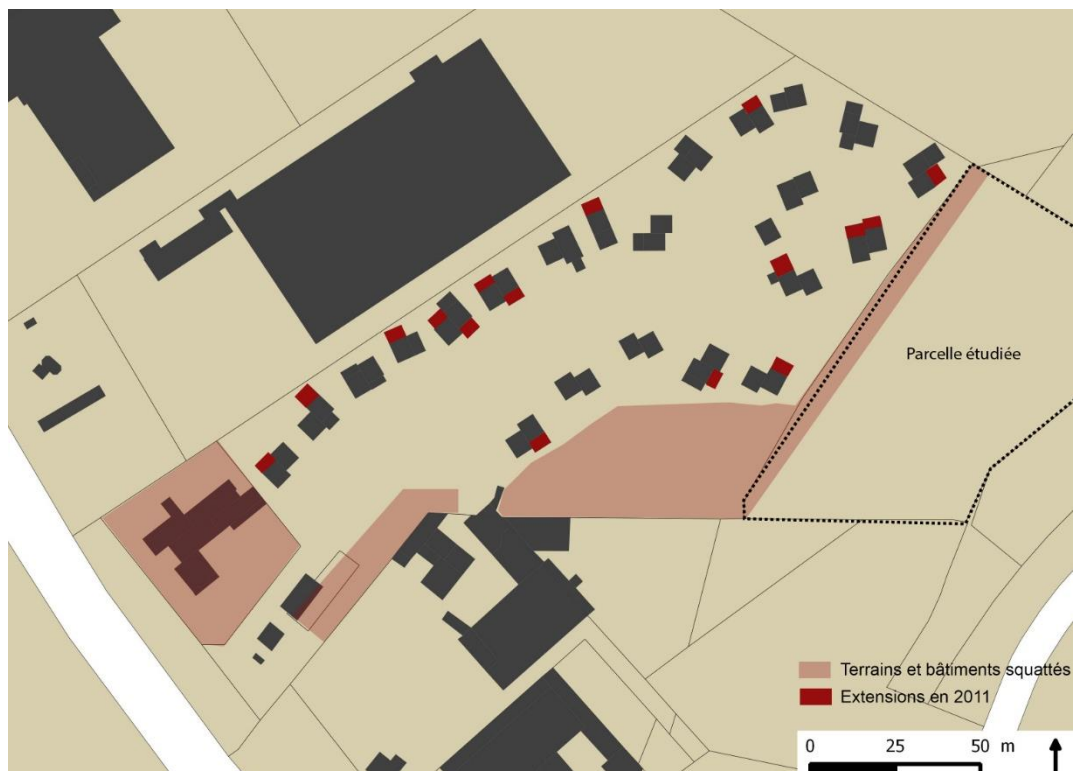 Parcelle étudiée
Terrains et bâtiments squattés
Extensions en 2011
0 25 50 m